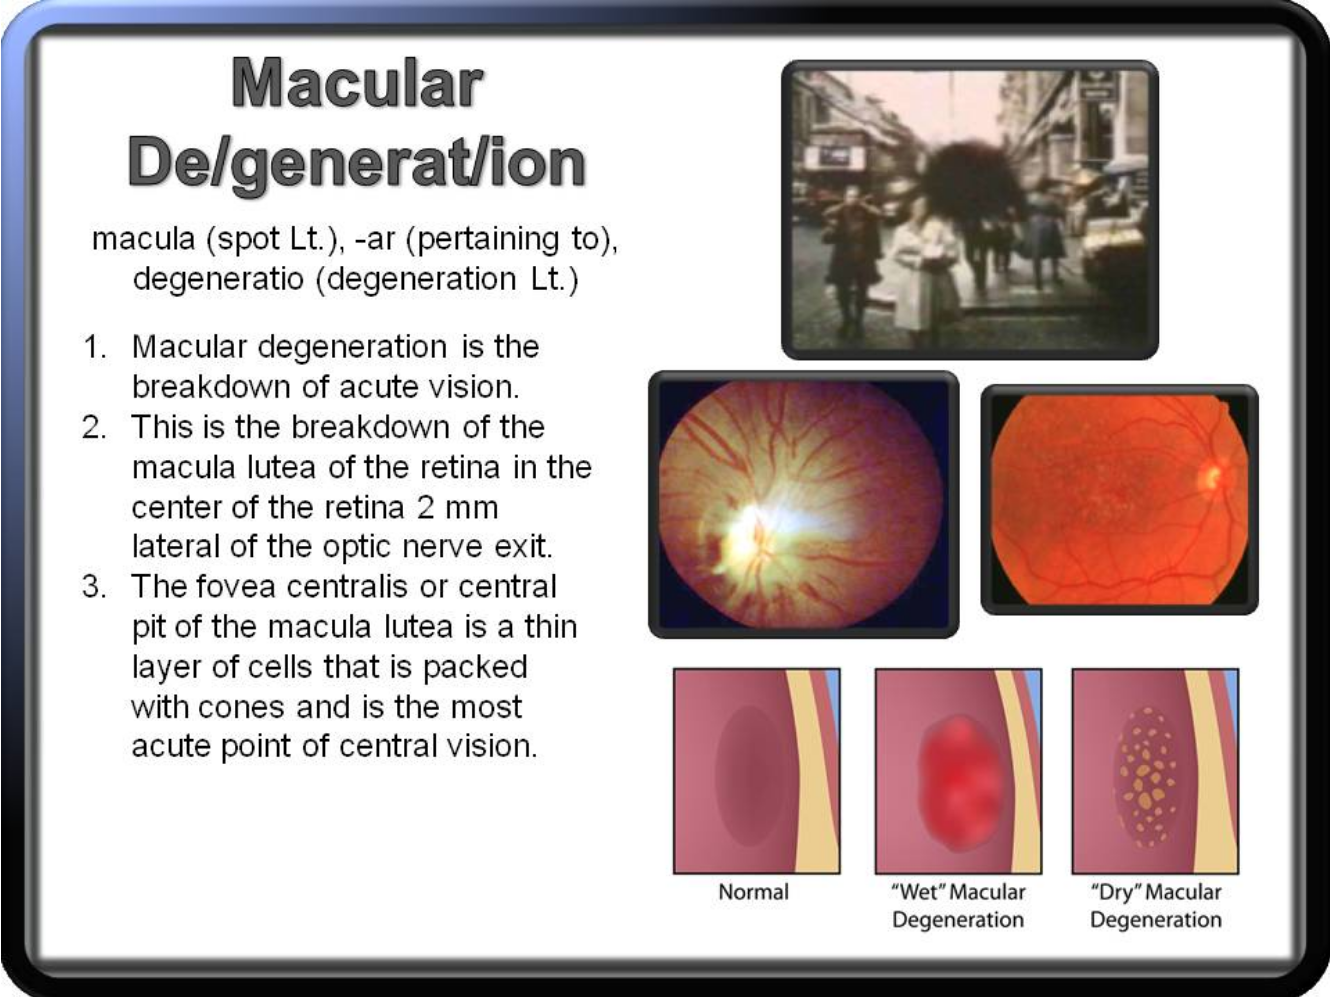 Macular
De/generat/ion
macula (spot Lt.), -ar (pertaining to),
degeneratio (degeneration Lt.)
1. Macular degeneration is the
breakdown of acute vision.
2. This is the breakdown of the
macula lutea of the retina in the
center of the retina 2 mm
lateral of the optic nerve exit.
3. The fovea centralis or central
pit of the macula lutea is a thin
layer of cells that is packed
with cones and is the most
acute point of central vision.
Normal
“Wet” Macular
Degeneration
“Dry” Macular
Degeneration